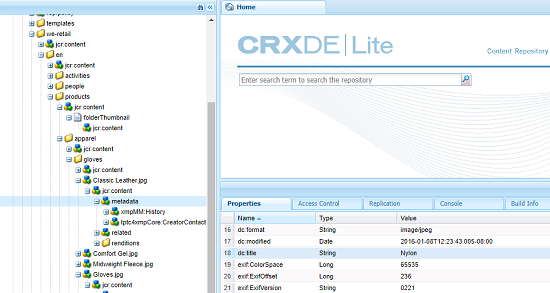 templates
we-retail
jcr:content
en
jcr:content
activities
people
products
jcr:content
folderThumbnail
jcr:content
apparel
gloves
jcr:content
Classic Leather.jpg
jcr:content
metadata
xmpMM:History
Iptc4xmpCore:CreatorContact
related
renditions
Comfort Gel.jpg
Midweight Fleece.jpg
Gloves.jpg
jcr:content
Home
CRXDE | Lite
Content Repository
Enter search term to search the repository
Properties Access Control Replication Console Build Info
Name Type Value
16 dc:format String image/jpeg
17 dc:modified Date 2016-01-08T12:23:43.005-08:00
18 dc:title String Nylon
19 exif:ColorSpace Long 65535
20 exif:ExifOffset Long 236
21 exif:ExifVersion String 0221